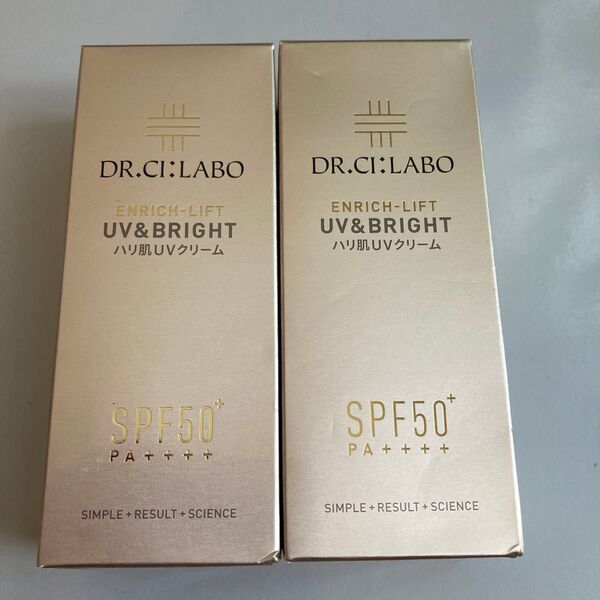 DR.CI:LABO
ENRICH-LIFT
UV&BRIGHT
ハリ肌UVクリーム
SPF50+
PA++++
SIMPLE+RESULT+SCIENCE
DR.CI:LABO
ENRICH-LIFT
UV&BRIGHT
ハリ肌UVクリーム
SPF50+
PA++++
SIMPLE+RESULT+SCIENCE